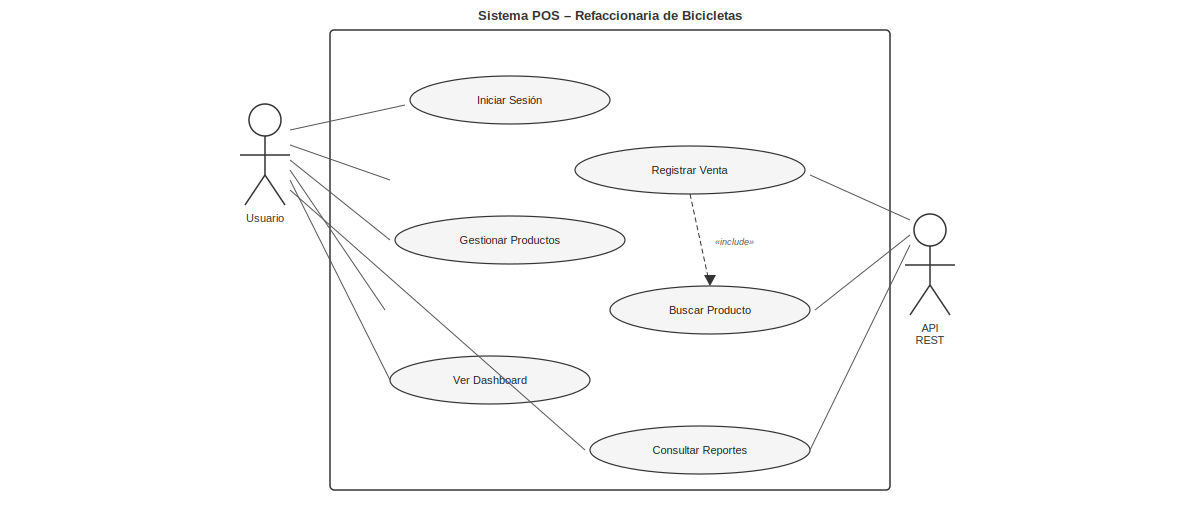 Sistema POS – Refaccionaria de Bicicletas
Iniciar Sesión
Registrar Venta
Usuario
Gestionar Productos
«include»
Buscar Producto
API
REST
Ver Dashboard
Consultar Reportes